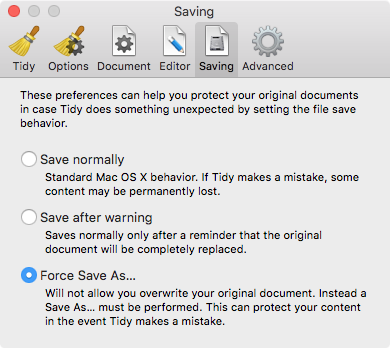 Saving
Tidy Options Document Editor Saving Advanced
These preferences can help you protect your original documents
in case Tidy does something unexpected by setting the file save
behavior.
Save normally
Standard Mac OS X behavior. If Tidy makes a mistake, some
content may be permanently lost.
Save after warning
Saves normally only after a reminder that the original
document will be completely replaced.
Force Save As...
Will not allow you overwrite your original document. Instead a
Save As... must be performed. This can protect your content
in the event Tidy makes a mistake.